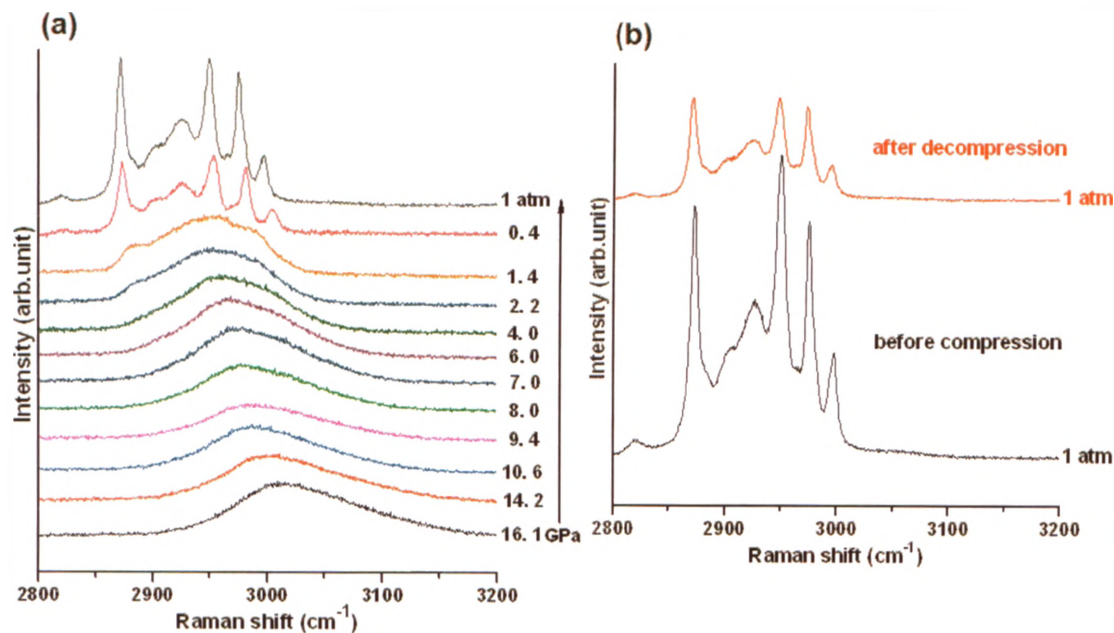 (a)
Intensity (arb.unit)
1 atm
0. 4
1. 4
2. 2
4. 0
6. 0
7. 0
8. 0
9. 4
10. 6
14. 2
16. 1 GPa
2800 2900 3000 3100 3200
Raman shift (cm⁻¹)
(b)
Intensity (arb.unit)
after decompression
1 atm
before compression
1 atm
2800 2900 3000 3100 3200
Raman shift (cm⁻¹)